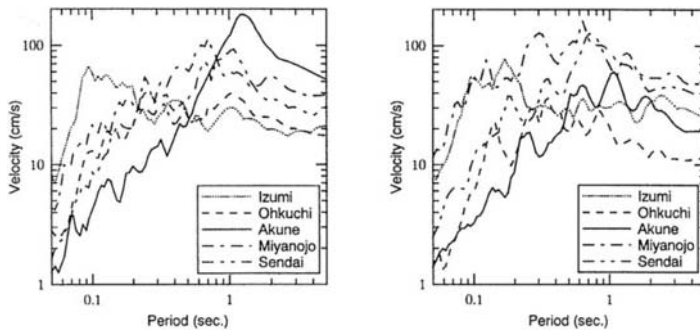 100
10
1
Velocity (cm/s)
0.1
1
Period (sec.)
Izumi
Ohkuchi
Akune
Miyanojo
Sendai
100
10
1
Velocity (cm/s)
0.1
1
Period (sec.)
Izumi
Ohkuchi
Akune
Miyanojo
Sendai